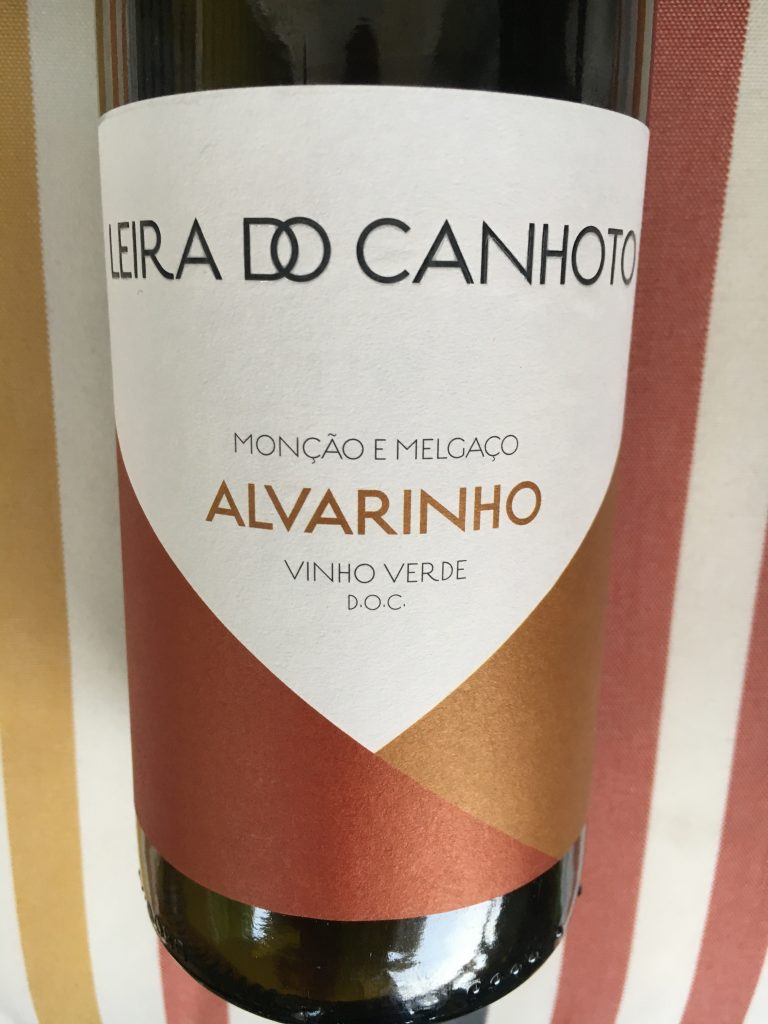 LEIRA DO CANHOTO
MONÇÃO E MELGAÇO
ALVARINHO
VINHO VERDE
D.O.C.